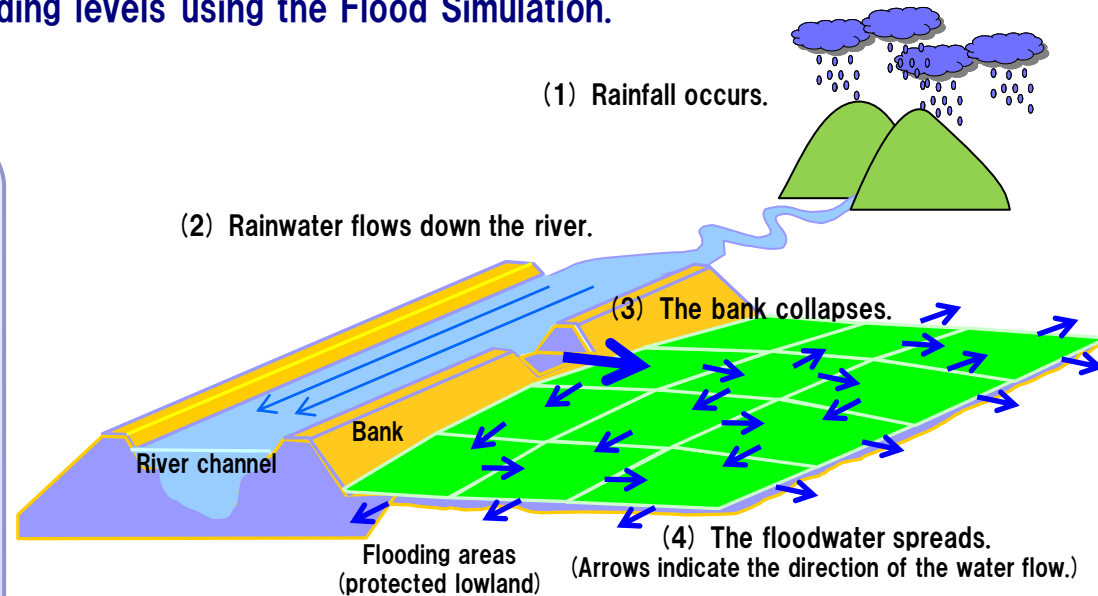 ding levels using the Flood Simulation.
(1) Rainfall occurs.
(2) Rainwater flows down the river.
(3) The bank collapses.
Bank
River channel
Flooding areas
(protected lowland)
(4) The floodwater spreads.
(Arrows indicate the direction of the water flow.)